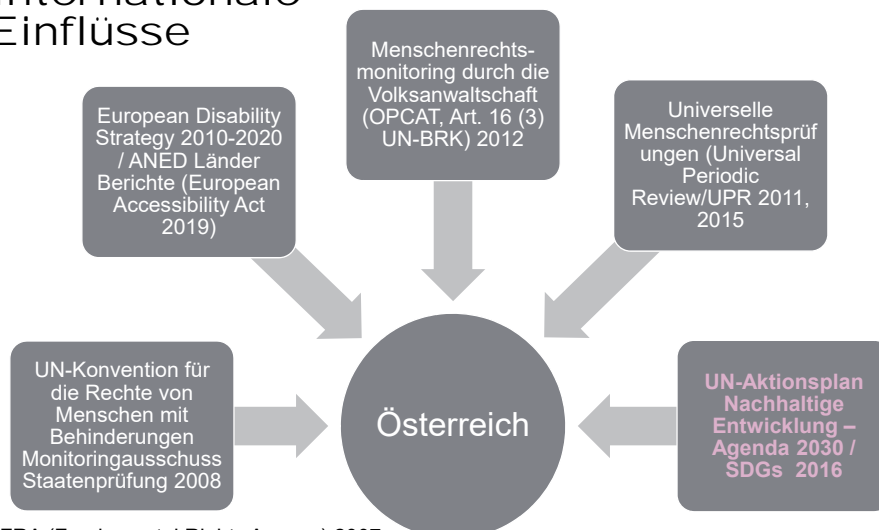 Internationale
Einflüsse
Menschenrechts-
monitoring durch die
Volksanwaltschaft
(OPCAT, Art. 16 (3)
UN-BRK) 2012
European Disability
Strategy 2010-2020
/ ANED Länder
Berichte (European
Accessibility Act
2019)
Universelle
Menschenrechtsprüf
ungen (Universal
Periodic
Review/UPR 2011,
2015
UN-Konvention für
die Rechte von
Menschen mit
Behinderungen
Monitoringausschuss
Staatenprüfung 2008
Österreich
UN-Aktionsplan
Nachhaltige
Entwicklung –
Agenda 2030 /
SDGs 2016